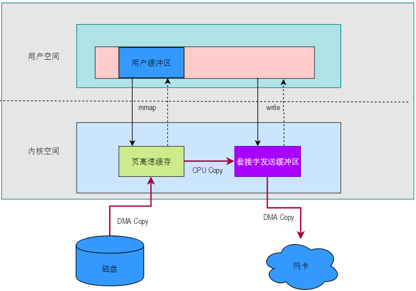 用户空间
用户缓冲区
mmap
write
内核空间
页高速缓存
CPU Copy
套接字发送缓冲区
DMA Copy
DMA Copy
磁盘
网卡